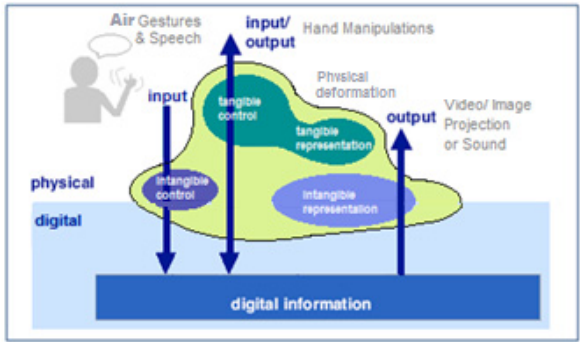 Air Gestures
& Speech
input/
output
Hand Manipulations
Physical
deformation
input
output
Video/ Image
Projection
or Sound
tangible
control
tangible
representation
physical
intangible
control
intangible
representation
digital
digital information